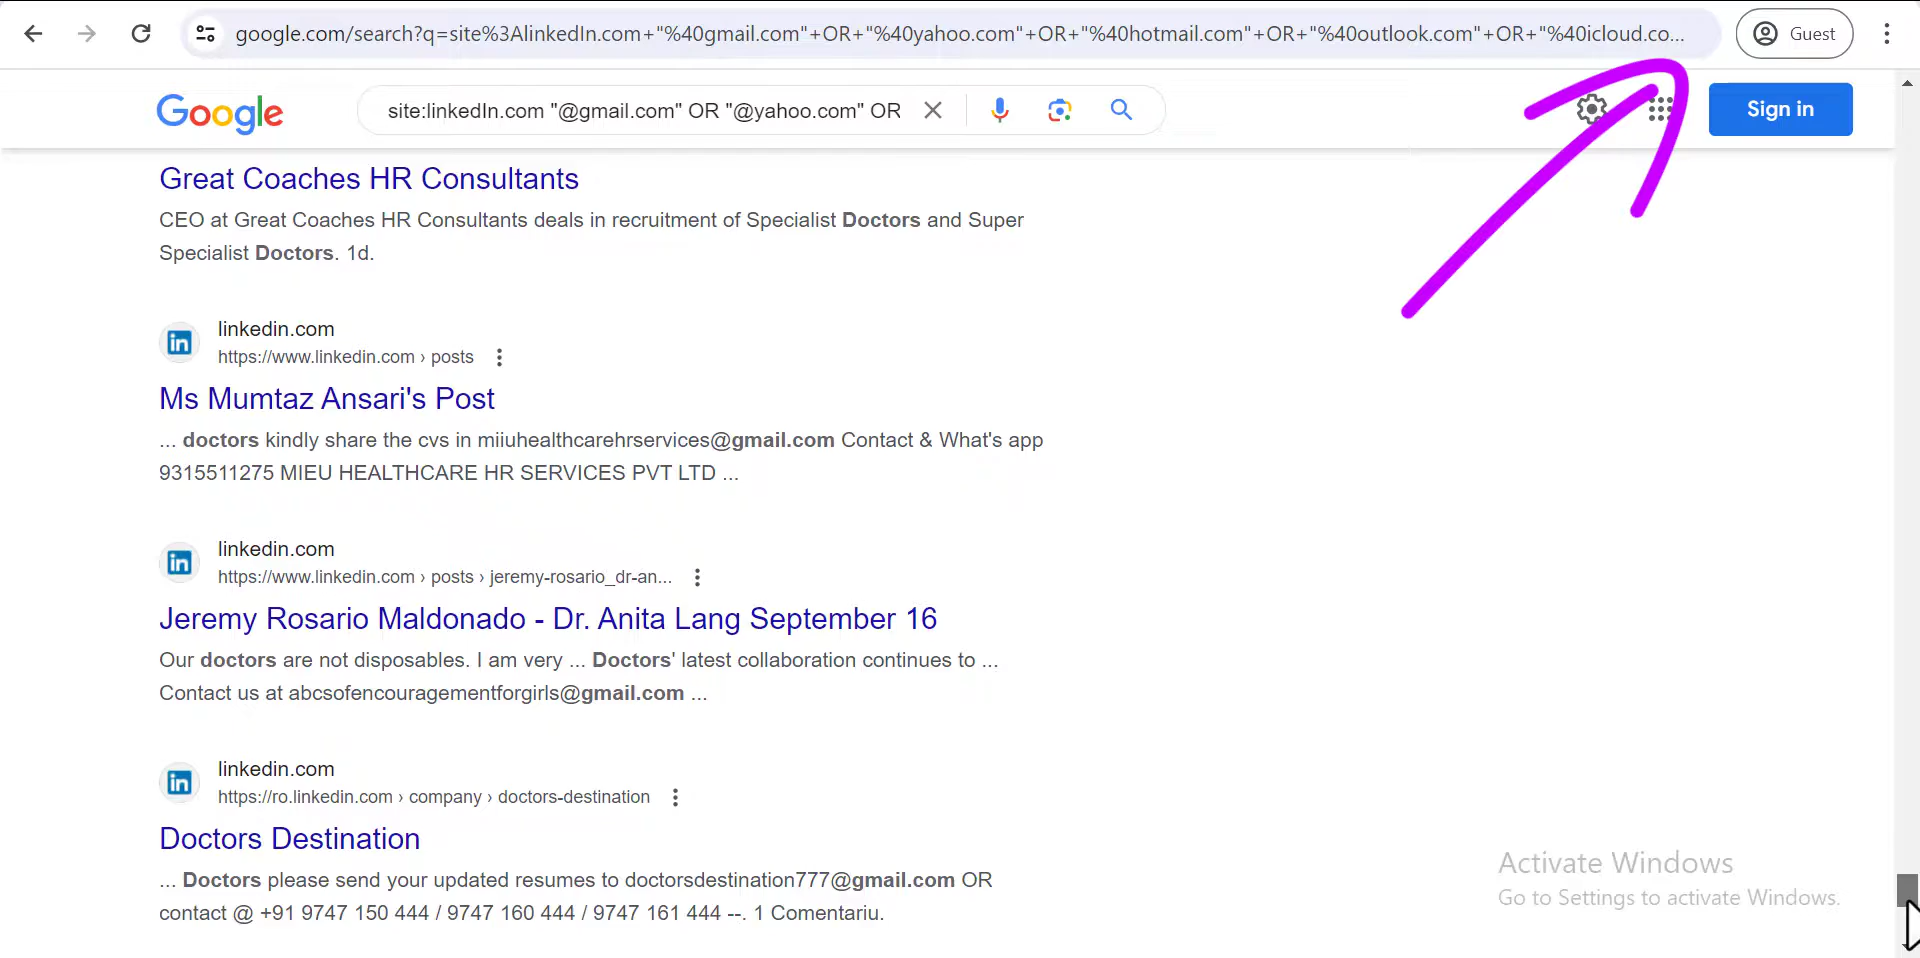 google.com/search?q=site%3AlinkedIn.com+"%40gmail.com"+OR+"%40yahoo.com"+OR+"%40hotmail.com"+OR+"%40outlook.com"+OR+"%40icloud.co...
Guest
Google
site:linkedIn.com "@gmail.com" OR "@yahoo.com" OR
Sign in
Great Coaches HR Consultants
CEO at Great Coaches HR Consultants deals in recruitment of Specialist Doctors and Super
Specialist Doctors. 1d.
in
linkedin.com
https://www.linkedin.com › posts
Ms Mumtaz Ansari's Post
... doctors kindly share the cvs in miiuhealthcarehrservices@gmail.com Contact & What's app
9315511275 MIEU HEALTHCARE HR SERVICES PVT LTD ...
in
linkedin.com
https://www.linkedin.com › posts › jeremy-rosario_dr-an...
Jeremy Rosario Maldonado - Dr. Anita Lang September 16
Our doctors are not disposables. I am very ... Doctors' latest collaboration continues to ...
Contact us at abcsofencouragementforgirls@gmail.com ...
in
linkedin.com
https://ro.linkedin.com › company › doctors-destination
Doctors Destination
... Doctors please send your updated resumes to doctorsdestination777@gmail.com OR
contact @ +91 9747 150 444 / 9747 160 444 / 9747 161 444 --. 1 Comentariu.
Activate Windows
Go to Settings to activate Windows.